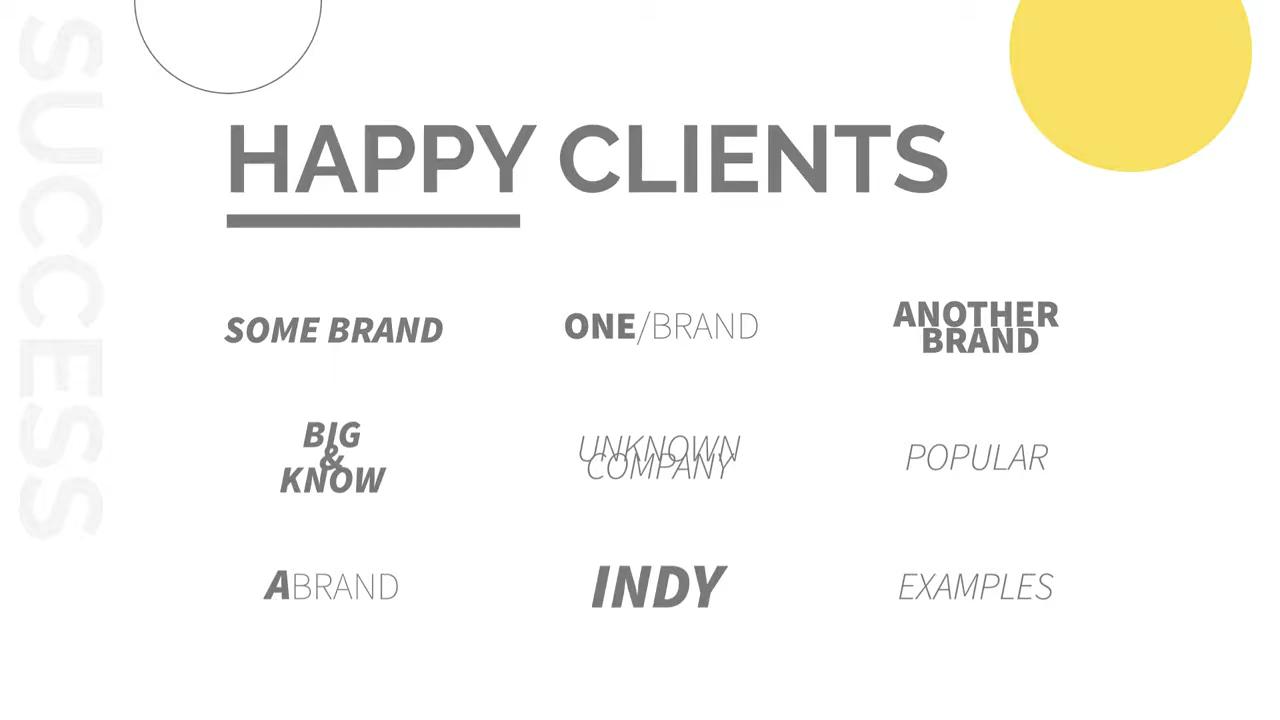 SUCCESS
HAPPY CLIENTS
SOME BRAND
ONE/BRAND
ANOTHER
BRAND
BIG
&
KNOW
UNKNOWN
COMPANY
POPULAR
ABRAND
INDY
EXAMPLES